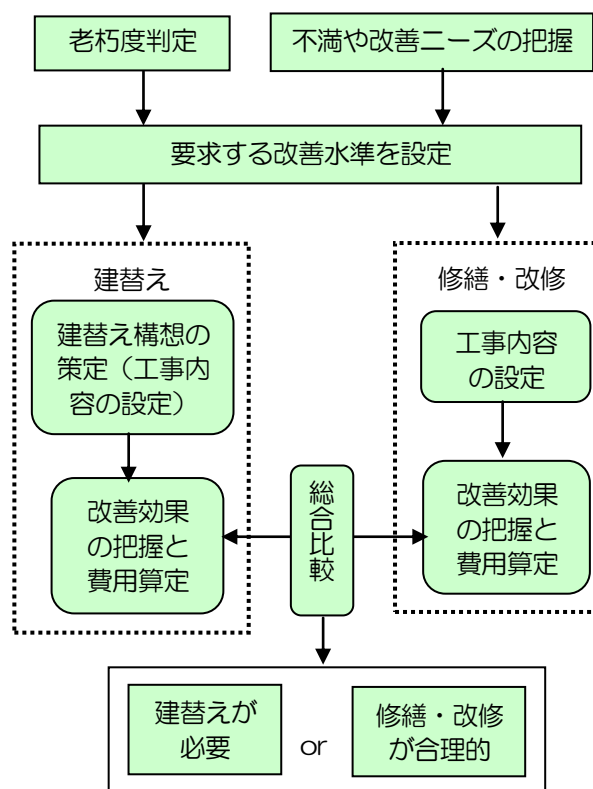 老朽度判定
不満や改善ニーズの把握
要求する改善水準を設定
建替え
建替え構想の
策定（工事内
容の設定）
改善効果
の把握と
費用算定
総合比較
修繕・改修
工事内容
の設定
改善効果
の把握と
費用算定
建替えが
必要
or
修繕・改修
が合理的